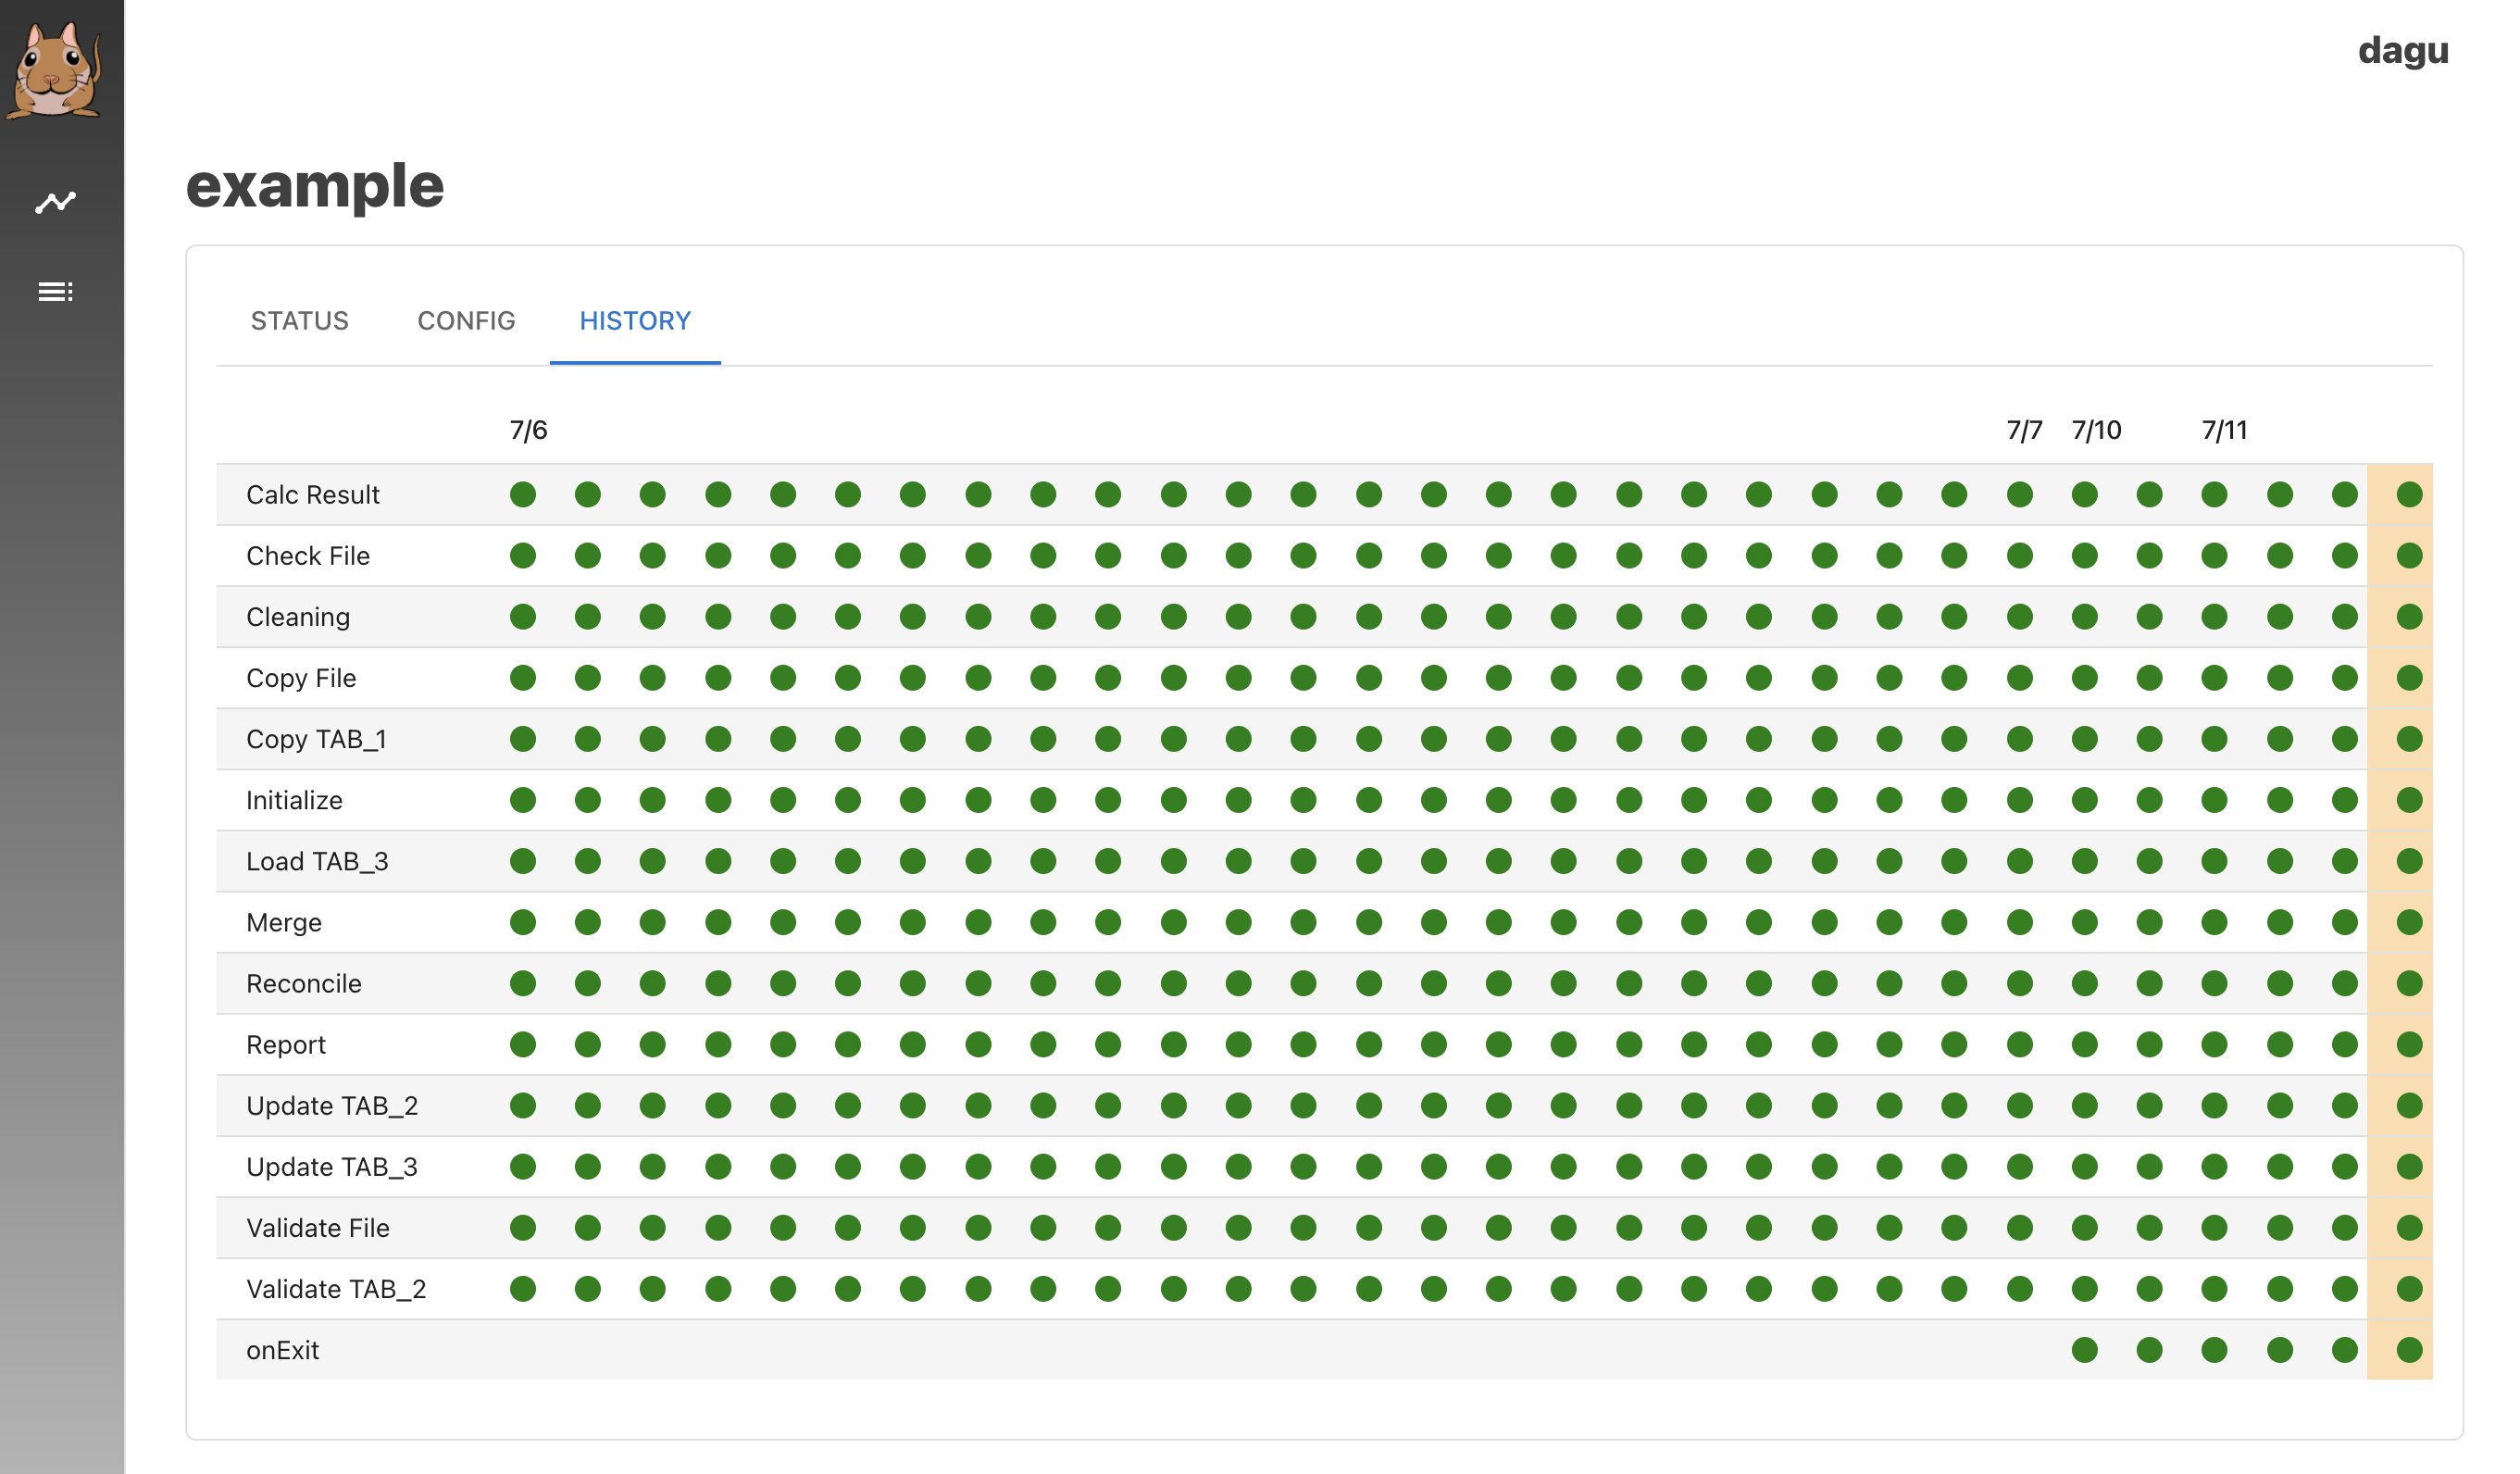 dagu
example
STATUS CONFIG HISTORY
7/6 7/7 7/10 7/11
Calc Result
Check File
Cleaning
Copy File
Copy TAB_1
Initialize
Load TAB_3
Merge
Reconcile
Report
Update TAB_2
Update TAB_3
Validate File
Validate TAB_2
onExit